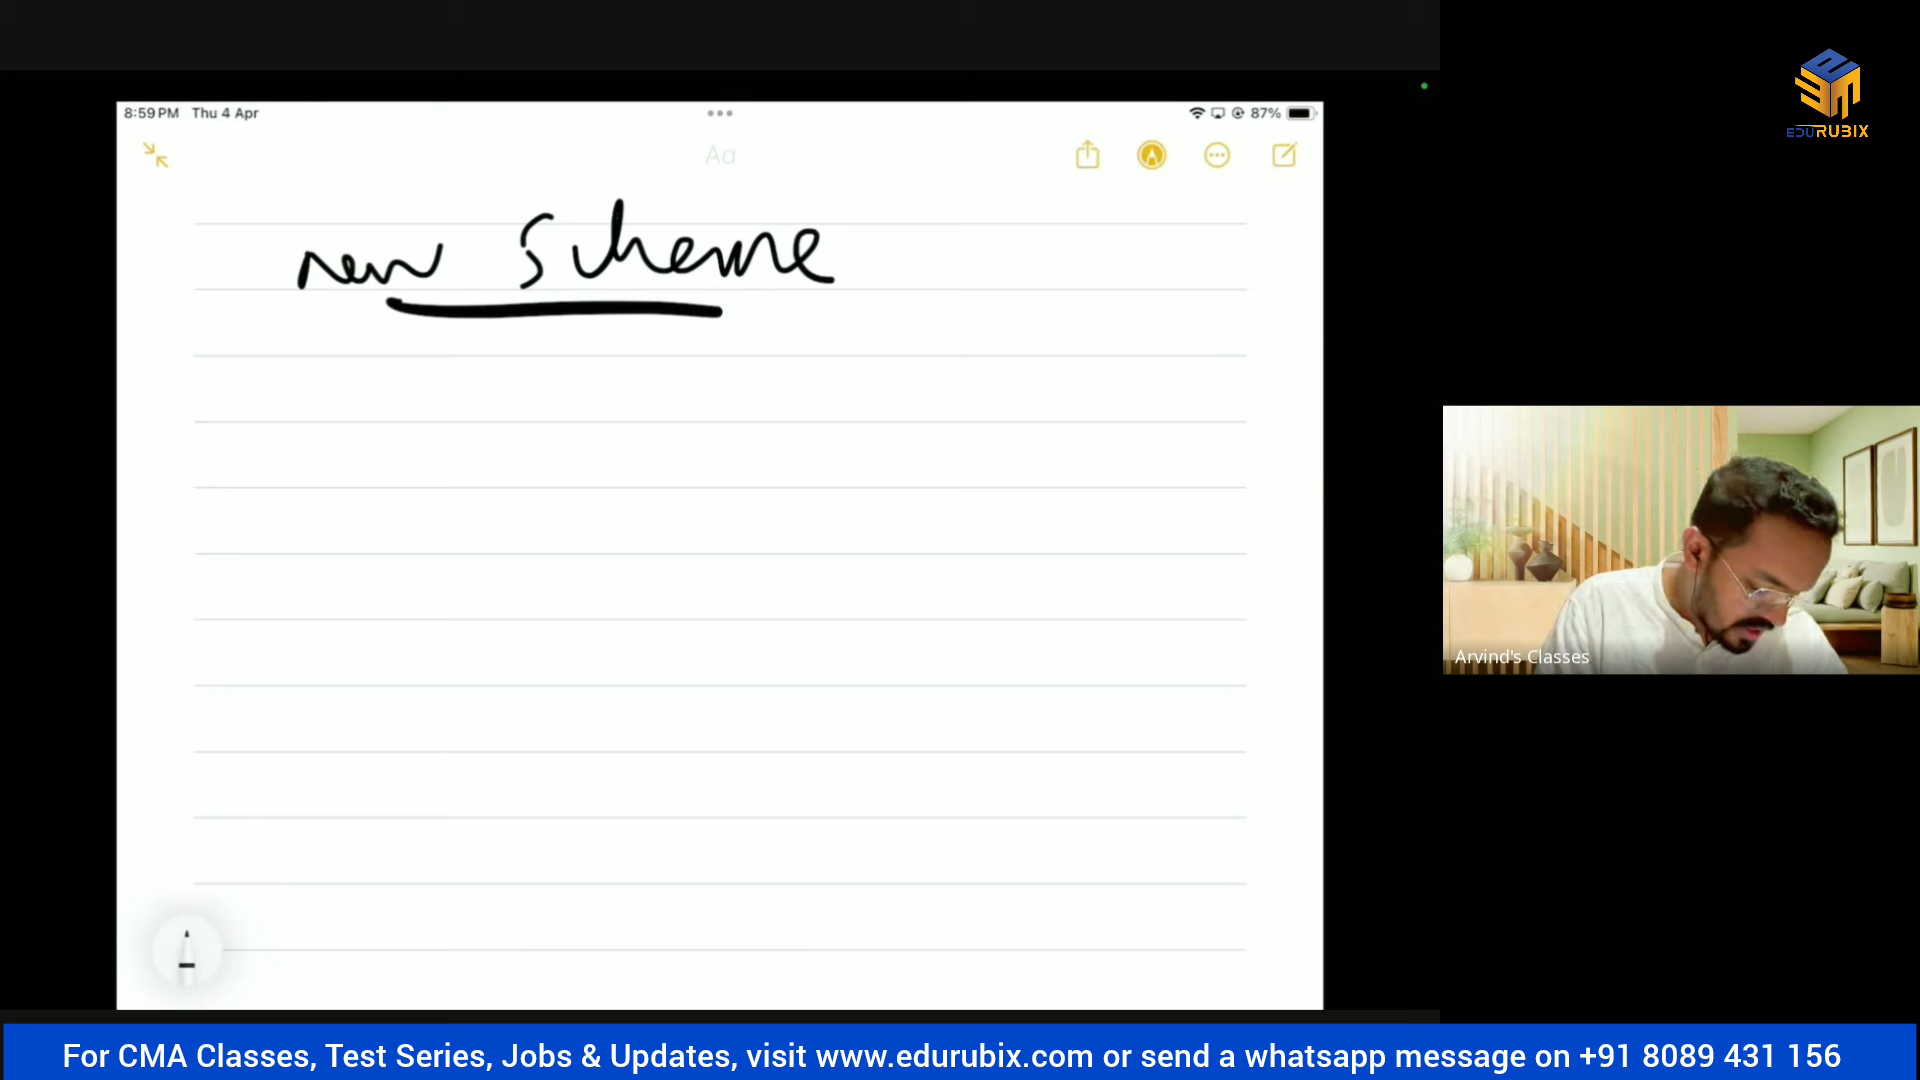 8:59 PM Thu 4 Apr
87%
Aa
new Scheme
EDURUBIX
Arvind's Classes
For CMA Classes, Test Series, Jobs & Updates, visit www.edurubix.com or send a whatsapp message on +91 8089 431 156